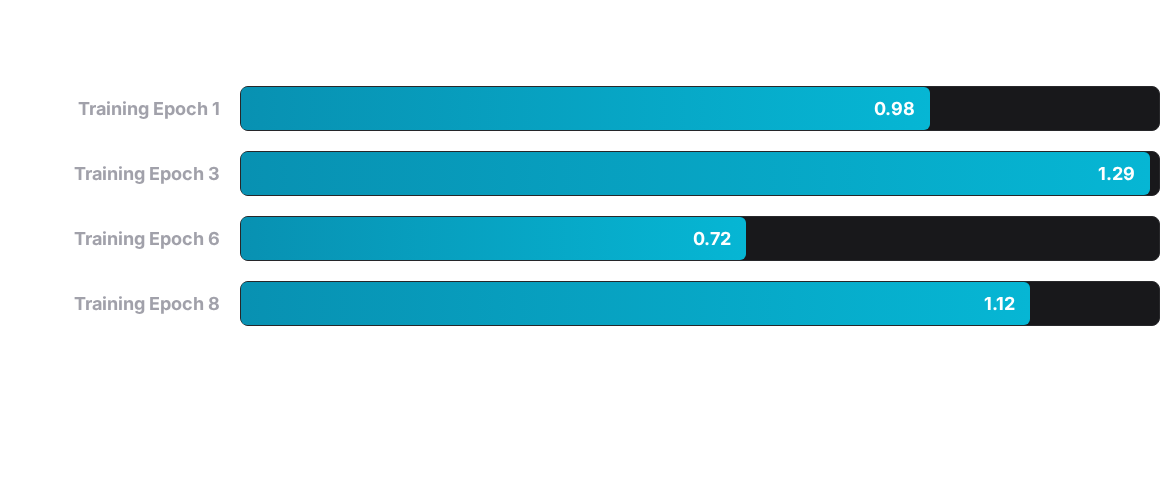 Training Epoch 1 0.98
Training Epoch 3 1.29
Training Epoch 6 0.72
Training Epoch 8 1.12